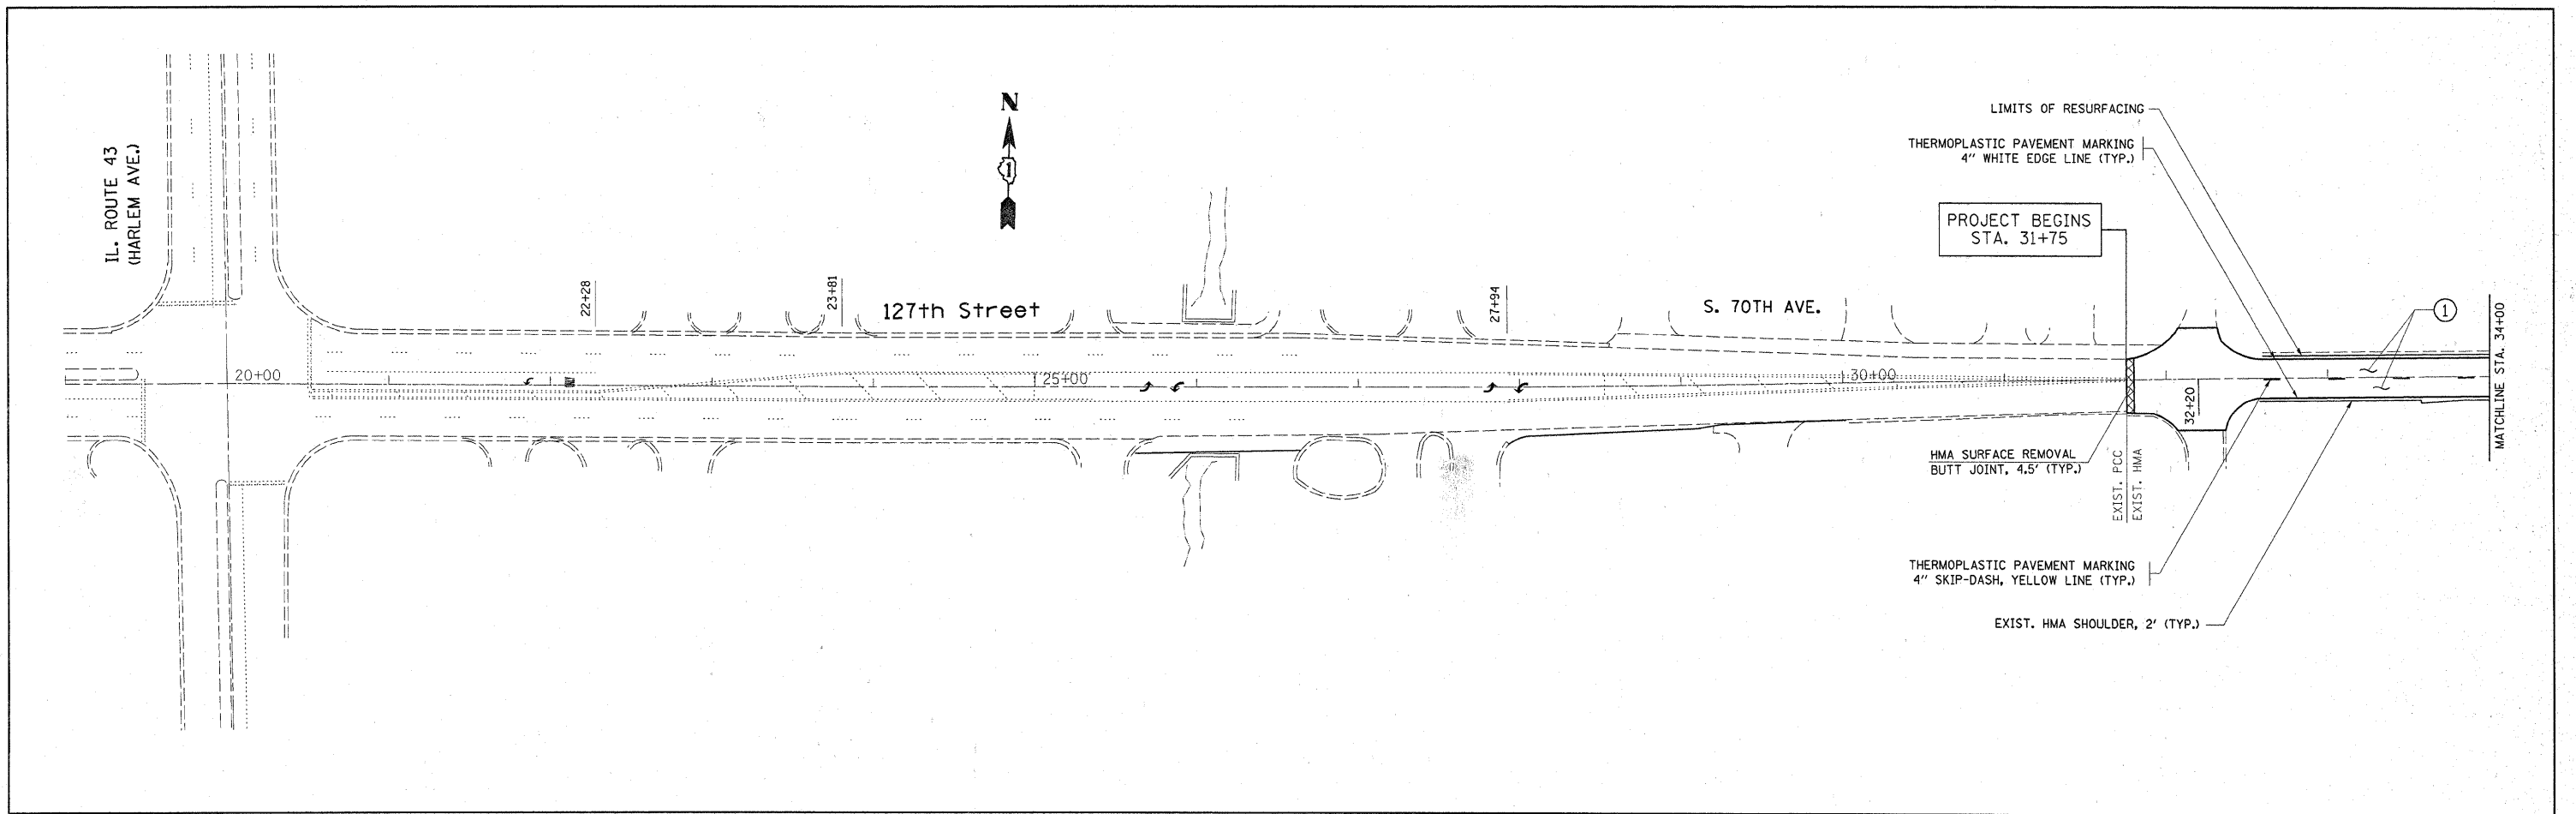 IL. ROUTE 43
(HARLEM AVE.)
N
1
LIMITS OF RESURFACING
THERMOPLASTIC PAVEMENT MARKING
4" WHITE EDGE LINE (TYP.)
PROJECT BEGINS
STA. 31+75
22+28
23+81
127th Street
27+94
S. 70TH AVE.
1
MATCHLINE STA. 34+00
20+00
25+00
30+00
32+20
HMA SURFACE REMOVAL
BUTT JOINT, 4.5' (TYP.)
EXIST. PCC
EXIST. HMA
THERMOPLASTIC PAVEMENT MARKING
4" SKIP-DASH, YELLOW LINE (TYP.)
EXIST. HMA SHOULDER, 2' (TYP.)